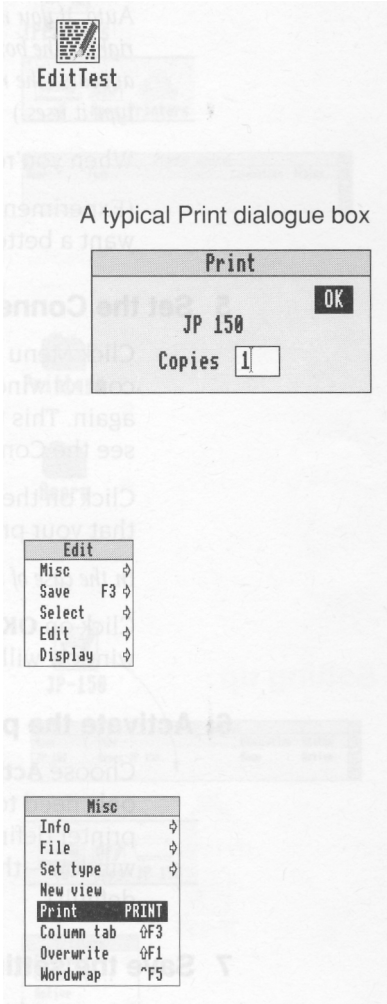 EditTest
A typical Print dialogue box
Print
OK
JP 150
Copies 1
Edit
Misc ⇨
Save F3 ⇨
Select ⇨
Edit ⇨
Display ⇨
Misc
Info ⇨
File ⇨
Set type ⇨
New view
Print PRINT
Column tab ⇧F3
Overwrite ⇧F1
Wordwrap ^F5